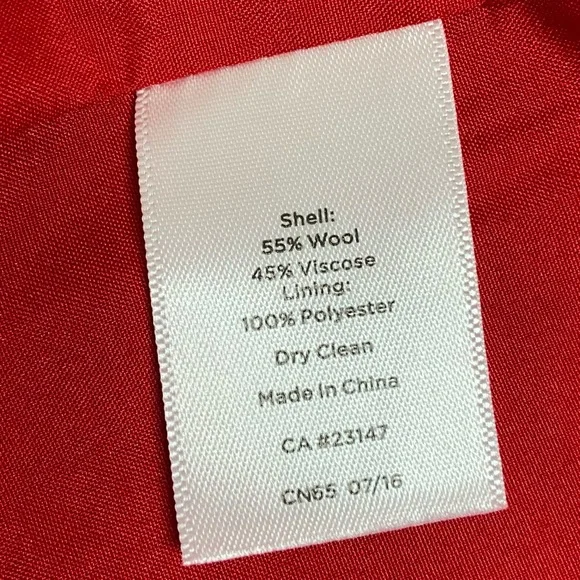 Shell:
55% Wool
45% Viscose
Lining:
100% Polyester
Dry Clean
Made In China
CA #23147
CN65 07/16